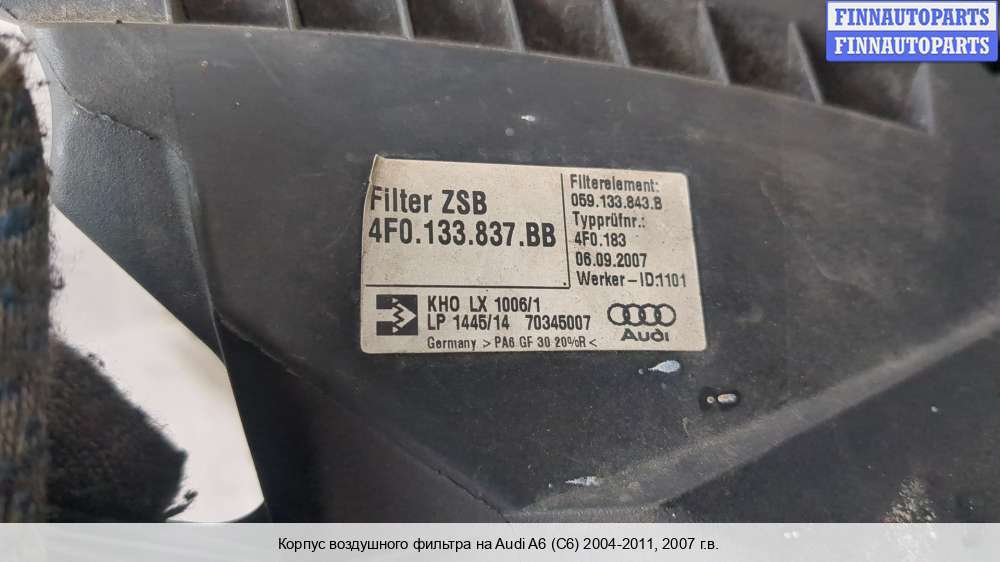 FINNAUTOPARTS
FINNAUTOPARTS
Filter ZSB
4F0.133.837.BB
Filterelement:
059.133.843.B
Typprüfnr.:
4F0.183
06.09.2007
Werker-ID:1101
KHO LX 1006/1
LP 1445/14 70345007
Audi
Germany > PA6 GF 30 20%R <
Корпус воздушного фильтра на Audi A6 (C6) 2004-2011, 2007 г.в.